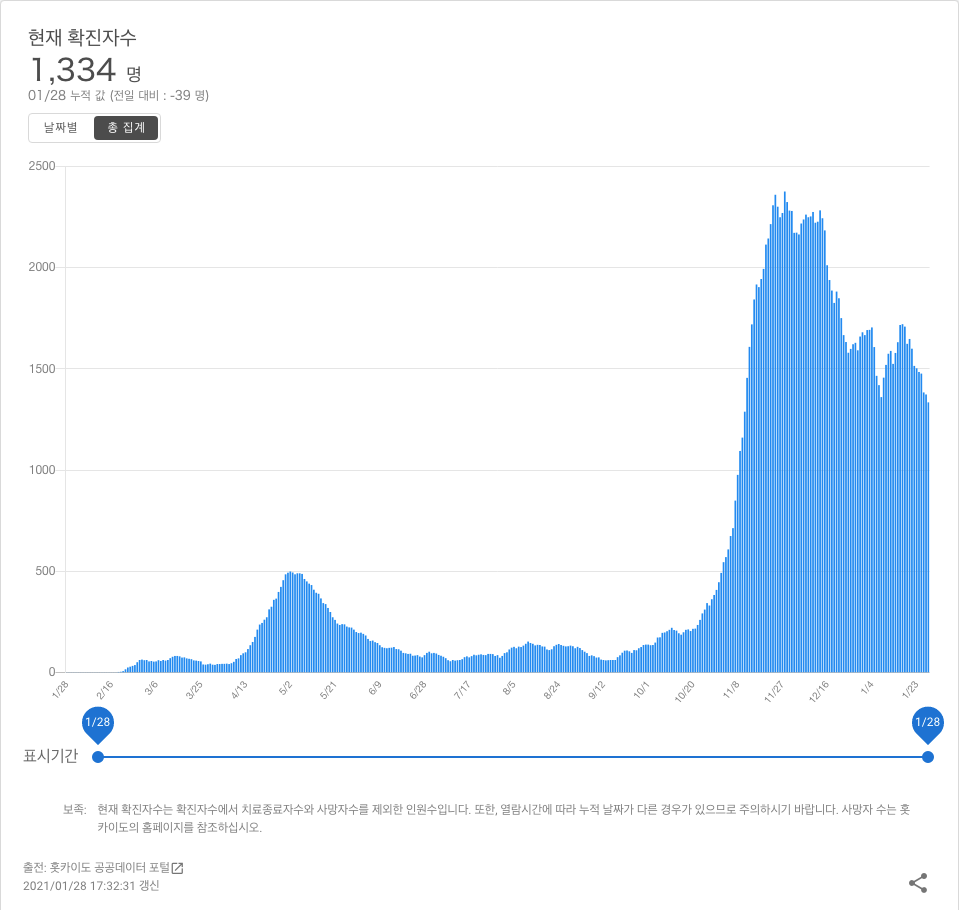 현재 확진자수
1,334 명
01/28 누적 값 (전일 대비 : -39 명)
날짜별 총 집계
2500
2000
1500
1000
500
0
1/28 2/16 3/6 3/25 4/13 5/2 5/21 6/9 6/28 7/17 8/5 8/24 9/12 10/1 10/20 11/8 11/27 12/16 1/4 1/23
1/28 1/28
표시기간
보족: 현재 확진자수는 확진자수에서 치료종료자수와 사망자수를 제외한 인원수입니다. 또한, 열람시간에 따라 누적 날짜가 다른 경우가 있으므로 주의하시기 바랍니다. 사망자 수는 홋
카이도의 홈페이지를 참조하십시오.
출전: 홋카이도 공공데이터 포털
2021/01/28 17:32:31 갱신